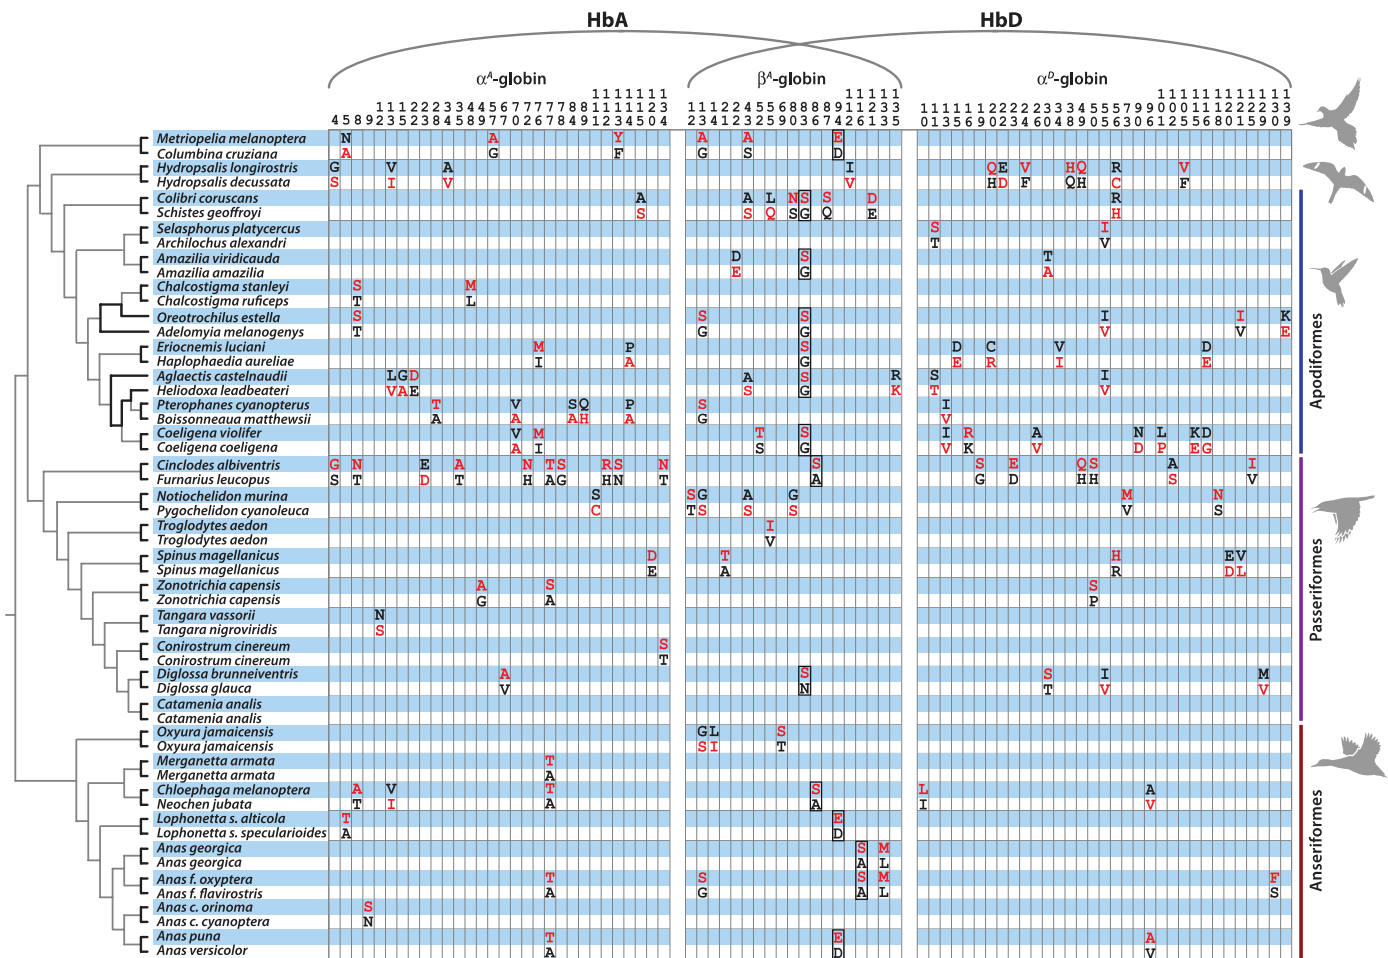 HbA HbD
αᴬ-globin βᴬ-globin αᴰ-globin
Metriopelia melanoptera N A Y A A E
Columbina cruziana A G F G S D
Hydropsalis longirostris G V A I Q E V H Q R V
Hydropsalis decussata S I V V H D F Q H C F
Colibri coruscans A A L N S S D R
Schistes geoffroyi S S Q S G Q E H
Selasphorus platycercus S I
Archilochus alexandri T V
Amazilia viridicauda D S T
Amazilia amazilia E G A
Chalcostigma stanleyi S M
Chalcostigma ruficeps T L
Oreotrochilus estella S S S I I K
Adelomyia melanogenys T G G V V E
Eriocnemis luciani M P S D C V D
Haplophaedia aureliae I A G E R I E
Aglaectis castelnaudii L G D A S R S I
Heliodoxa leadbeateri V A E S G K T V
Pterophanes cyanopterus T V S Q P S I
Boissonneaua matthewsii A A A H A G V
Coeligena violifer V M T S I R A N L K D
Coeligena coeligena A I S G V K V D P E G
Cinclodes albiventris G N E A N T S R S N S S E Q S A I
Furnarius leucopus S T D T H A G H N T A G D H H S V
Notiochelidon murina S S G A G M N
Pygochelidon cyanoleuca C T S S S V S
Troglodytes aedon I
Troglodytes aedon V
Spinus magellanicus D T H E V
Spinus magellanicus E A R D L
Zonotrichia capensis A S S
Zonotrichia capensis G A P
Tangara vassorii N
Tangara nigroviridis S
Conirostrum cinereum S
Conirostrum cinereum T
Diglossa brunneiventris A S S I M
Diglossa glauca V N T V V
Catamenia analis
Catamenia analis
Oxyura jamaicensis G L S
Oxyura jamaicensis S I T
Merganetta armata T
Merganetta armata A
Chloephaga melanoptera A V T S L A
Neochen jubata T I A A I V
Lophonetta s. alticola T E
Lophonetta s. specularioides A D
Anas georgica S M
Anas georgica A L
Anas f. oxyptera T S S M F
Anas f. flavirostris A G A L S
Anas c. orinoma S
Anas c. cyanoptera N
Anas puna T E A
Anas versicolor A D V
Apodiformes
Passeriformes
Anseriformes